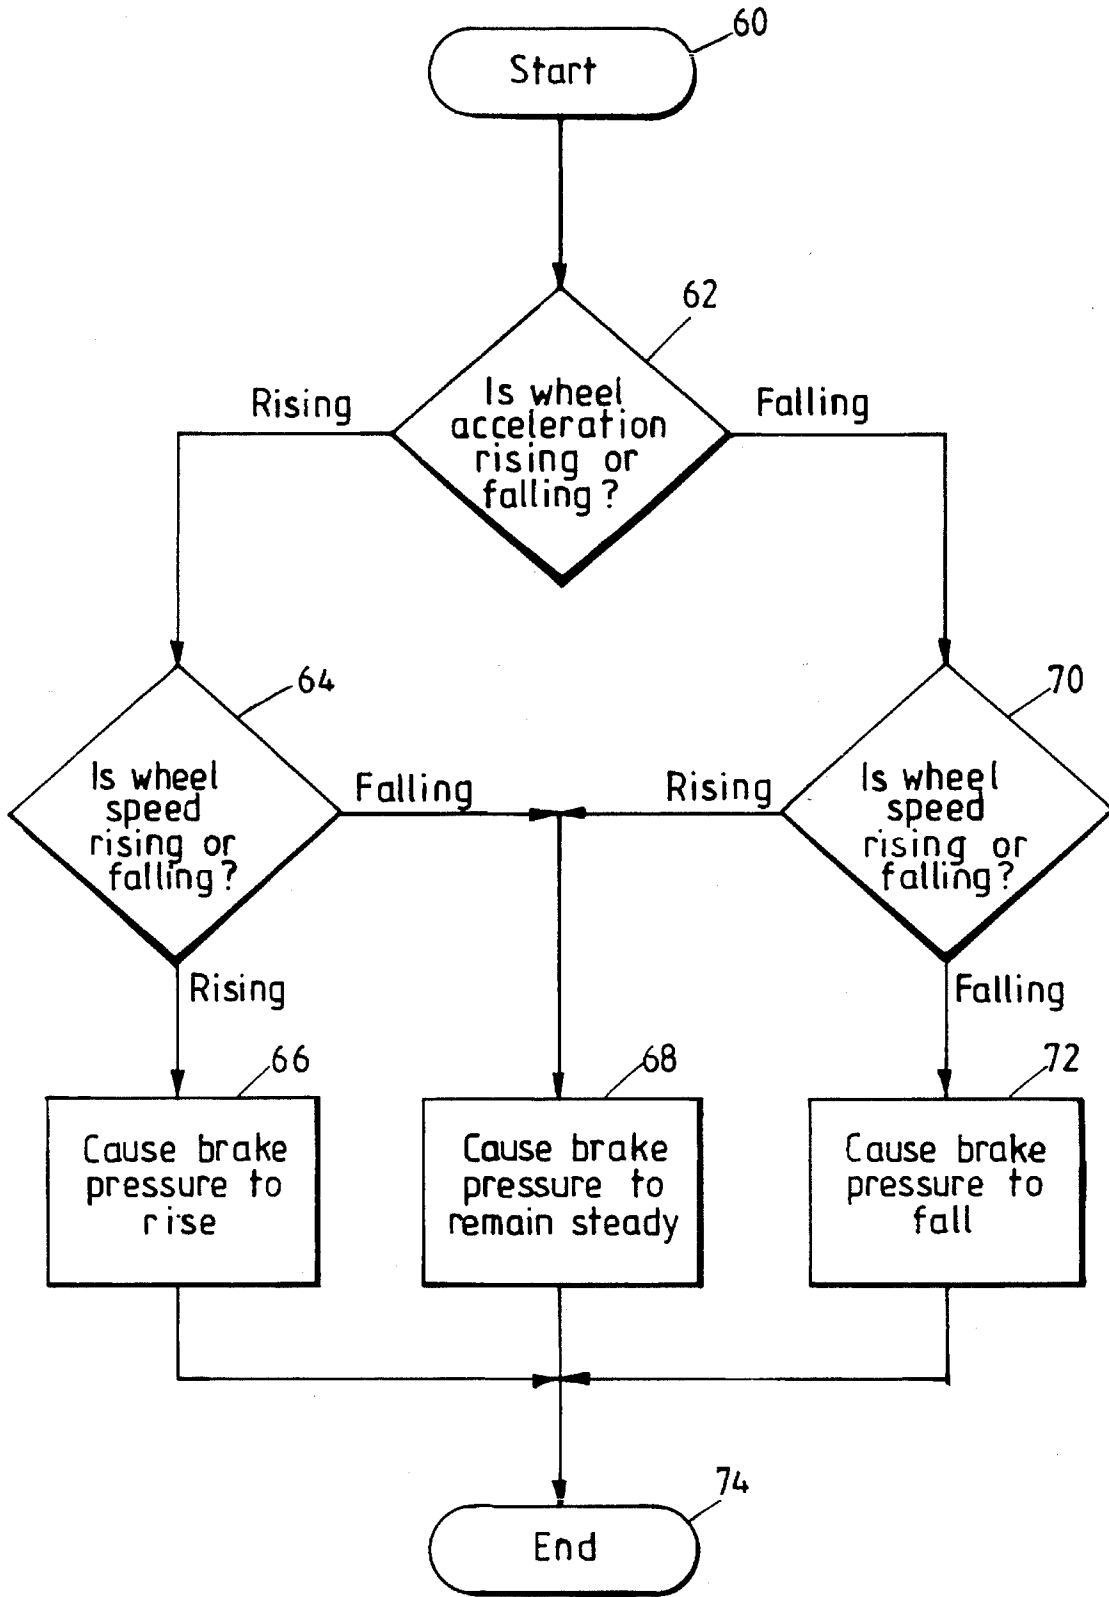 60
Start
62
Rising
Is wheel
acceleration
rising or
falling?
Falling
64
Is wheel
speed
rising or
falling?
Falling
Rising
70
Rising
Is wheel
speed
rising or
falling?
Falling
66
Cause brake
pressure to
rise
68
Cause brake
pressure to
remain steady
72
Cause brake
pressure to
fall
74
End